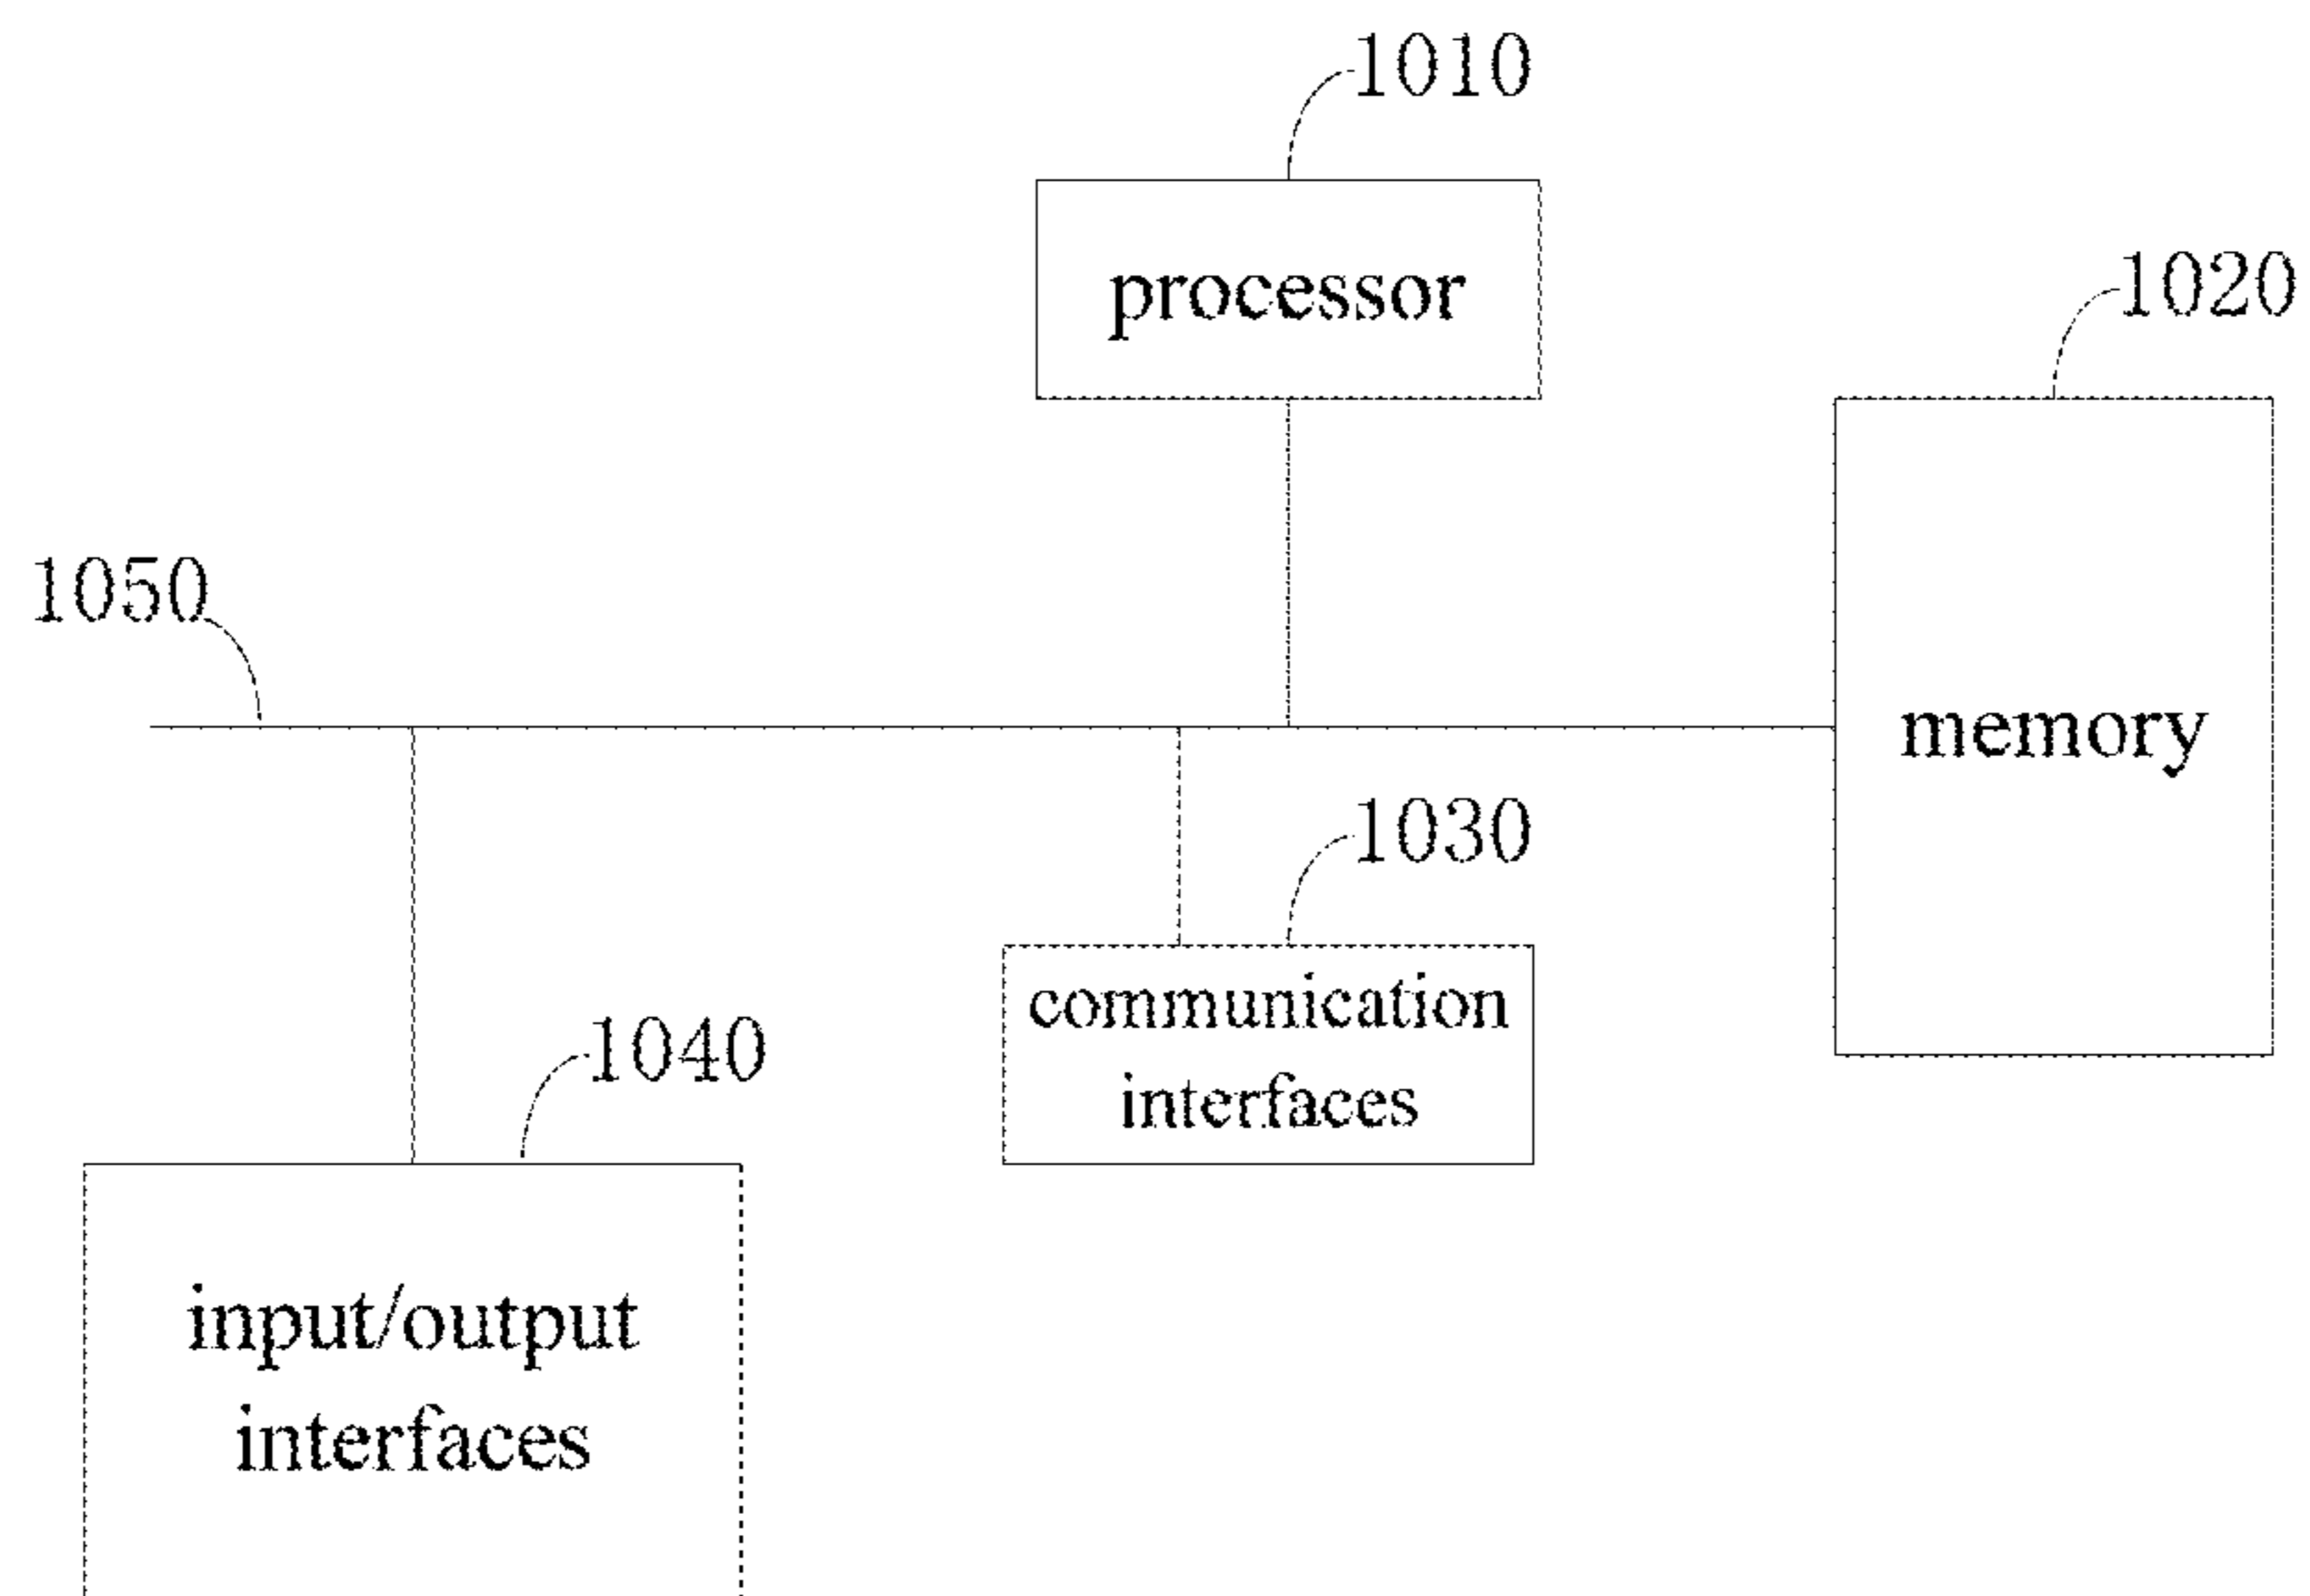 1010
processor
1020
1050
memory
1030
communication
interfaces
1040
input/output
interfaces